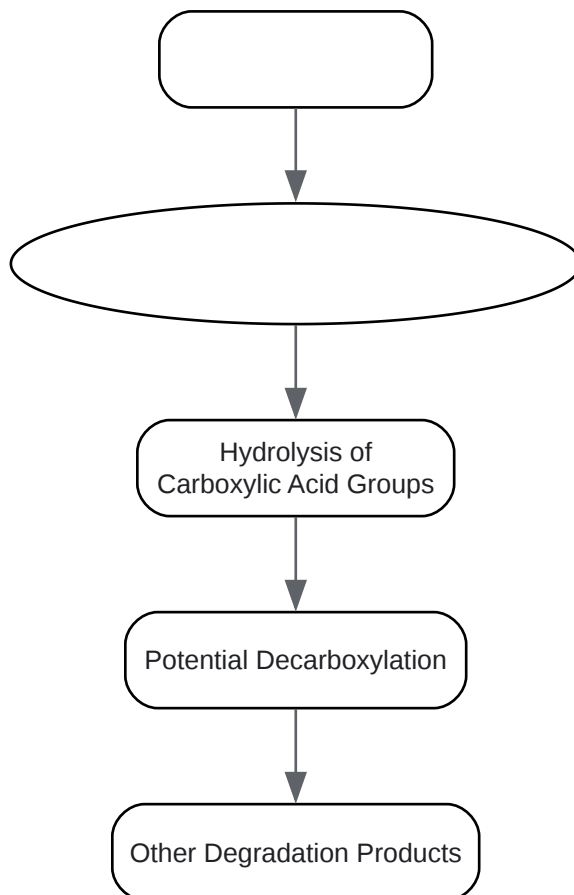 Hydrolysis of
Carboxylic Acid Groups
Potential Decarboxylation
Other Degradation Products